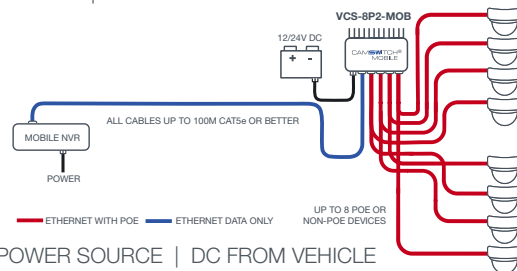 VCS-8P2-MOB
12/24V DC
+ -
CAMSWITCH®
MOBILE
ALL CABLES UP TO 100M CAT5e OR BETTER
MOBILE NVR
POWER
UP TO 8 POE OR
NON-POE DEVICES
ETHERNET WITH POE
ETHERNET DATA ONLY
POWER SOURCE | DC FROM VEHICLE